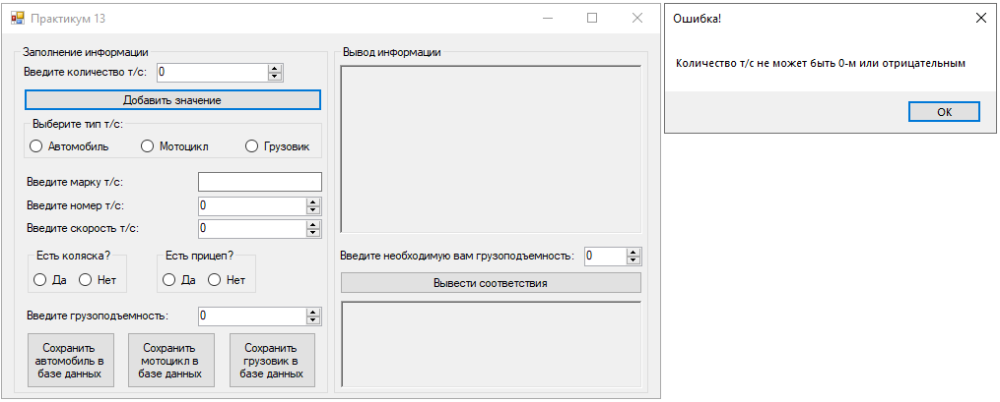 Практикум 13
Заполнение информации
Введите количество т/с: 0
Добавить значение
Выберите тип т/с:
Автомобиль Мотоцикл Грузовик
Введите марку т/с:
Введите номер т/с: 0
Введите скорость т/с: 0
Есть коляска? Есть прицеп?
Да Нет Да Нет
Введите грузоподъемность: 0
Сохранить автомобиль в базе данных
Сохранить мотоцикл в базе данных
Сохранить грузовик в базе данных
Вывод информации
Введите необходимую вам грузоподъемность: 0
Вывести соответствия
Ошибка!
Количество т/с не может быть 0-м или отрицательным
OK